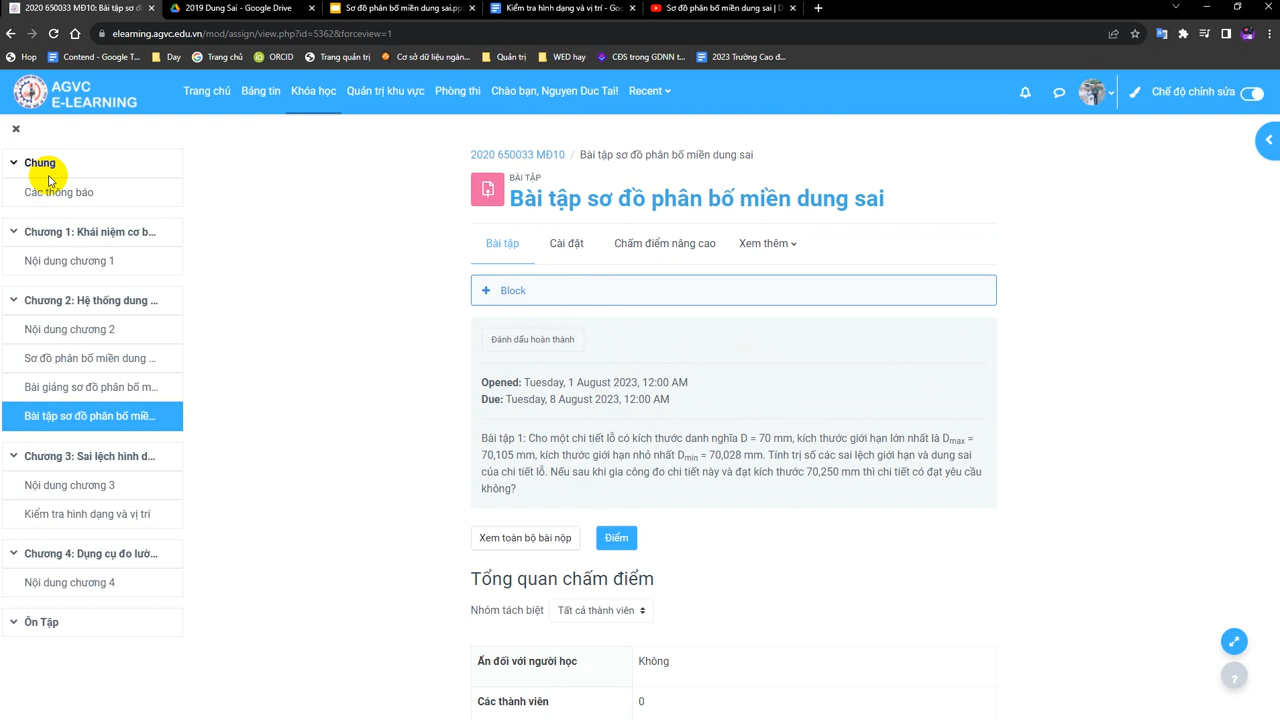 2020 650033 MĐ10: Bài tập sơ đ
2019 Dung Sai - Google Drive
Sơ đồ phân bố miền dung sai.pp
Kiểm tra hình dạng và vị trí - Goo
Sơ đồ phân bố miền dung sai | D
elearning.agvc.edu.vn/mod/assign/view.php?id=5362&forceview=1
Hop
Contend - Google T...
Day
Trang chủ
ORCID
Trang quản trị
Cơ sở dữ liệu ngàn...
Quản trị
WED hay
CĐS trong GDNN t...
2023 Trường Cao đ...
AGVC
E-LEARNING
Trang chủ
Bảng tin
Khóa học
Quản trị khu vực
Phòng thi
Chào bạn, Nguyen Duc Tai!
Recent
Chế độ chỉnh sửa
Chung
Các thông báo
Chương 1: Khái niệm cơ b...
Nội dung chương 1
Chương 2: Hệ thống dung ...
Nội dung chương 2
Sơ đồ phân bố miền dung ...
Bài giảng sơ đồ phân bố m...
Bài tập sơ đồ phân bố miề...
Chương 3: Sai lệch hình d...
Nội dung chương 3
Kiểm tra hình dạng và vị trí
Chương 4: Dụng cụ đo lườ...
Nội dung chương 4
Ôn Tập
2020 650033 MĐ10 / Bài tập sơ đồ phân bố miền dung sai
BÀI TẬP
Bài tập sơ đồ phân bố miền dung sai
Bài tập
Cài đặt
Chấm điểm nâng cao
Xem thêm
+ Block
Đánh dấu hoàn thành
Opened: Tuesday, 1 August 2023, 12:00 AM
Due: Tuesday, 8 August 2023, 12:00 AM
Bài tập 1: Cho một chi tiết lỗ có kích thước danh nghĩa D = 70 mm, kích thước giới hạn lớn nhất là Dmax =
70,105 mm, kích thước giới hạn nhỏ nhất Dmin = 70,028 mm. Tính trị số các sai lệch giới hạn và dung sai
của chi tiết lỗ. Nếu sau khi gia công đo chi tiết này và đạt kích thước 70,250 mm thì chi tiết có đạt yêu cầu
không?
Xem toàn bộ bài nộp
Điểm
Tổng quan chấm điểm
Nhóm tách biệt
Tất cả thành viên
Ẩn đối với người học
Không
Các thành viên
0
?